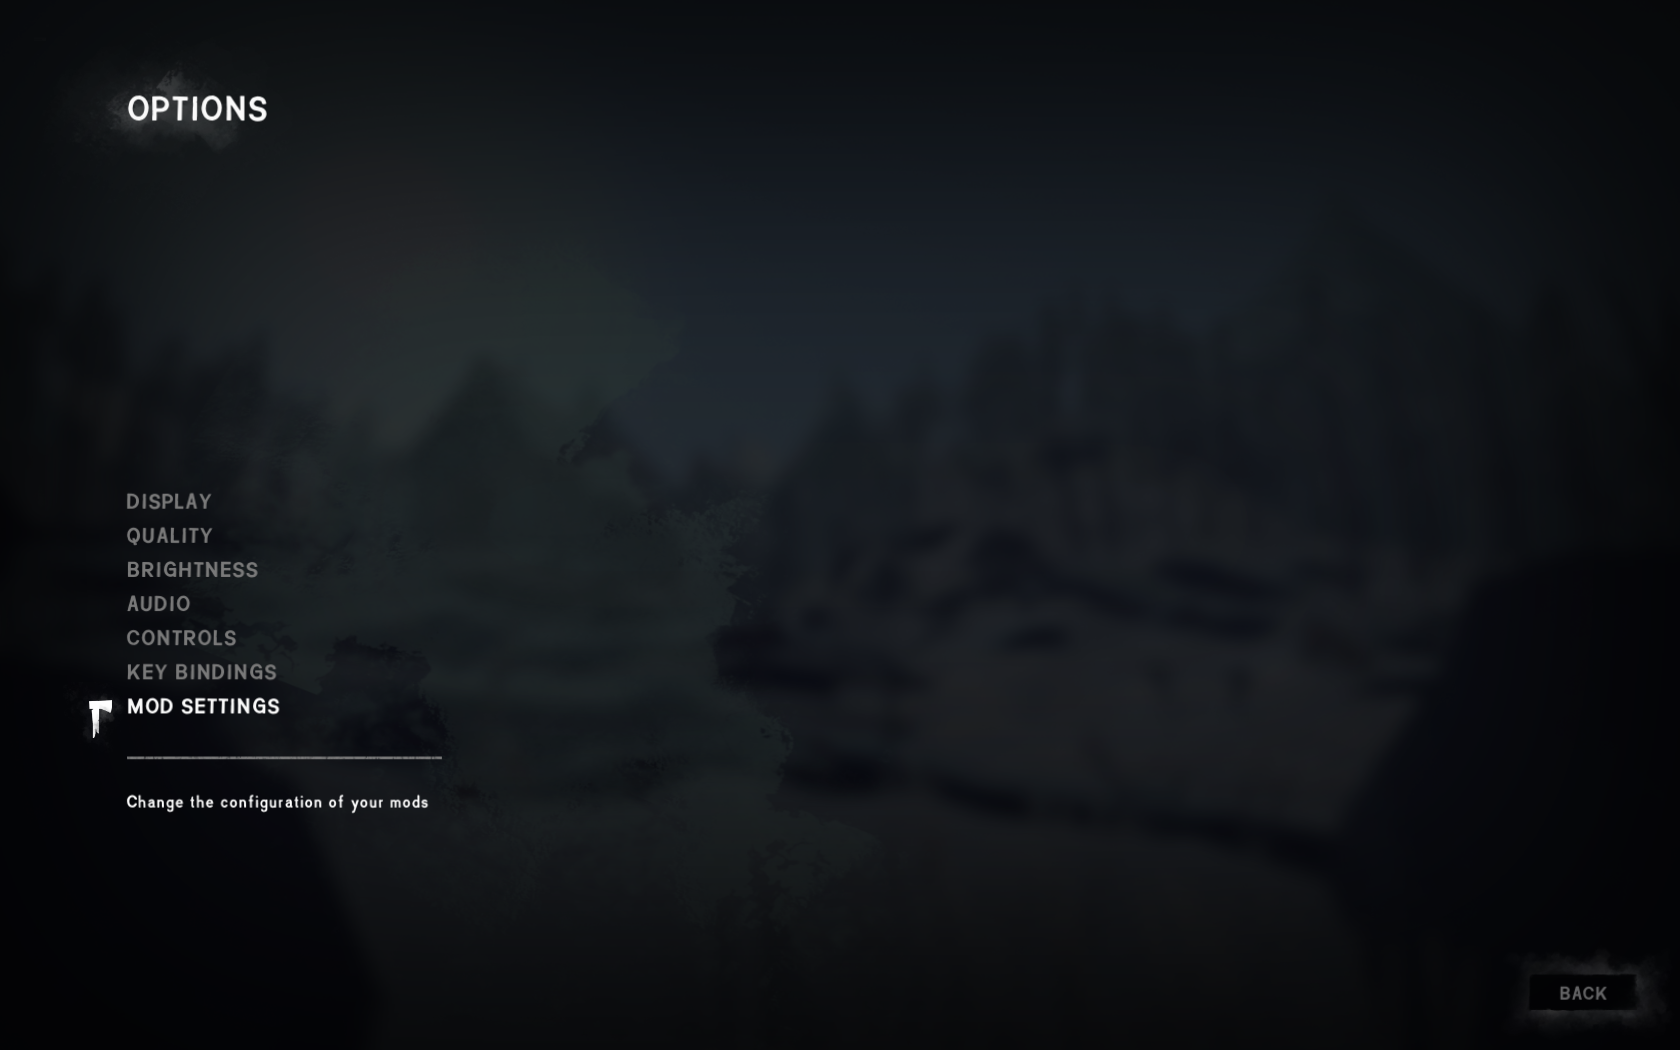 OPTIONS
DISPLAY
QUALITY
BRIGHTNESS
AUDIO
CONTROLS
KEY BINDINGS
MOD SETTINGS
Change the configuration of your mods
BACK